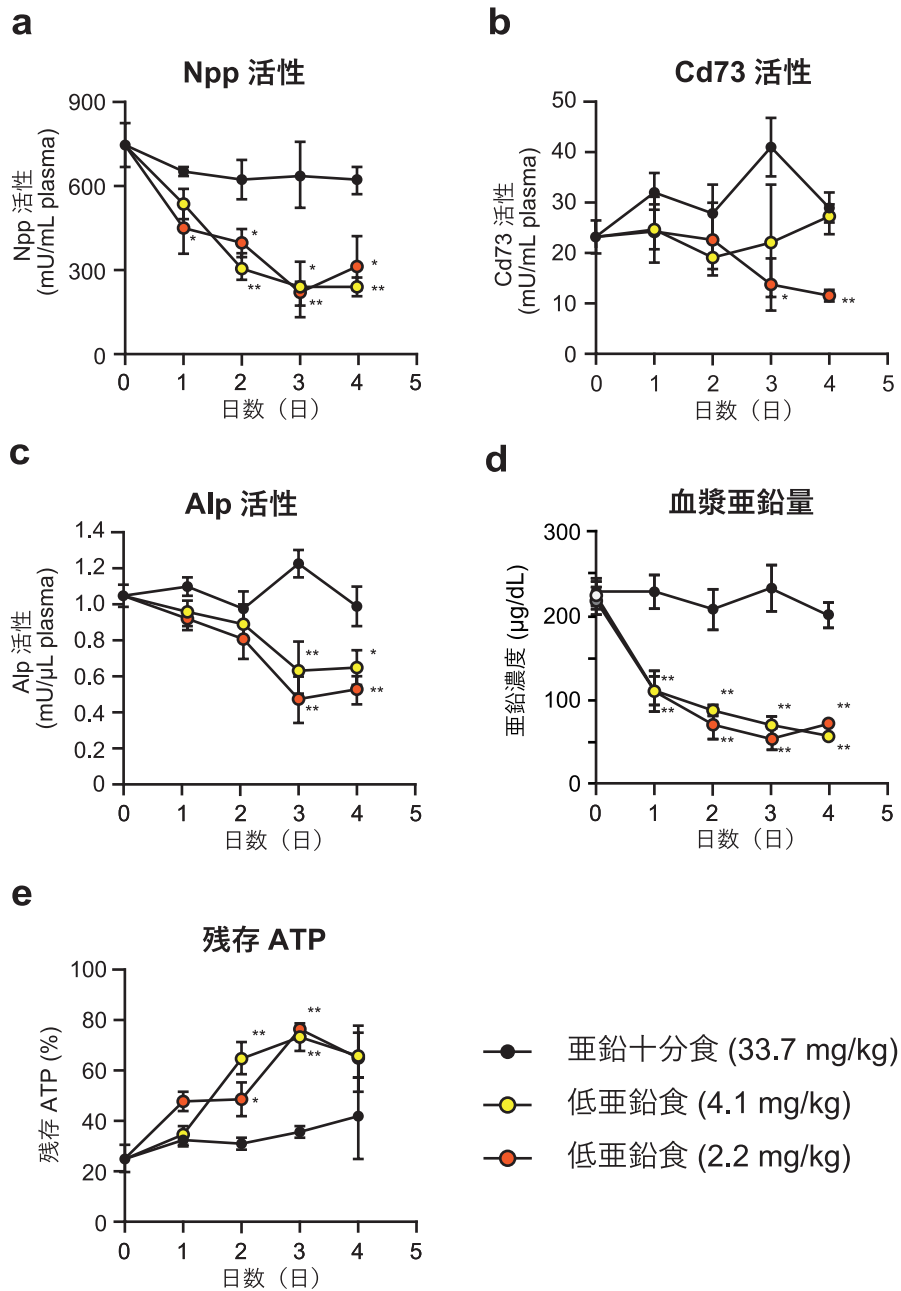 a
Npp 活性
900
600
300
0
Npp 活性
(mU/mL plasma)
*
*
**
*
**
*
**
0 1 2 3 4 5
日数（日）
b
Cd73 活性
50
40
30
20
10
0
Cd73 活性
(mU/mL plasma)
*
**
0 1 2 3 4 5
日数（日）
c
Alp 活性
1.4
1.2
1.0
0.8
0.6
0.4
0.2
0
Alp 活性
(mU/µL plasma)
**
**
*
**
0 1 2 3 4 5
日数（日）
d
血漿亜鉛量
300
200
100
0
亜鉛濃度 (µg/dL)
**
**
**
**
**
**
**
**
0 1 2 3 4 5
日数（日）
e
残存 ATP
100
80
60
40
20
0
残存 ATP (%)
**
*
**
**
0 1 2 3 4 5
日数（日）
亜鉛十分食 (33.7 mg/kg)
低亜鉛食 (4.1 mg/kg)
低亜鉛食 (2.2 mg/kg)